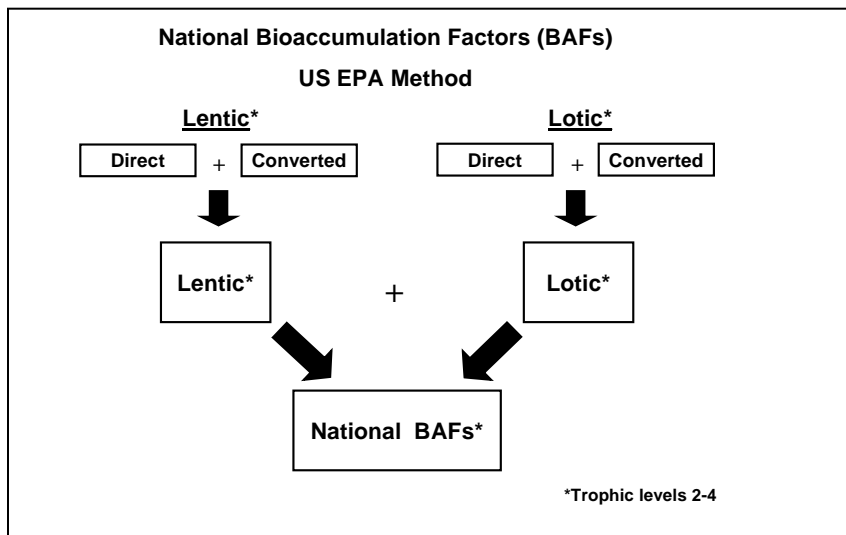 National Bioaccumulation Factors (BAFs)
US EPA Method
Lentic* Lotic*
Direct + Converted Direct + Converted
Lentic* + Lotic*
National BAFs*
*Trophic levels 2-4